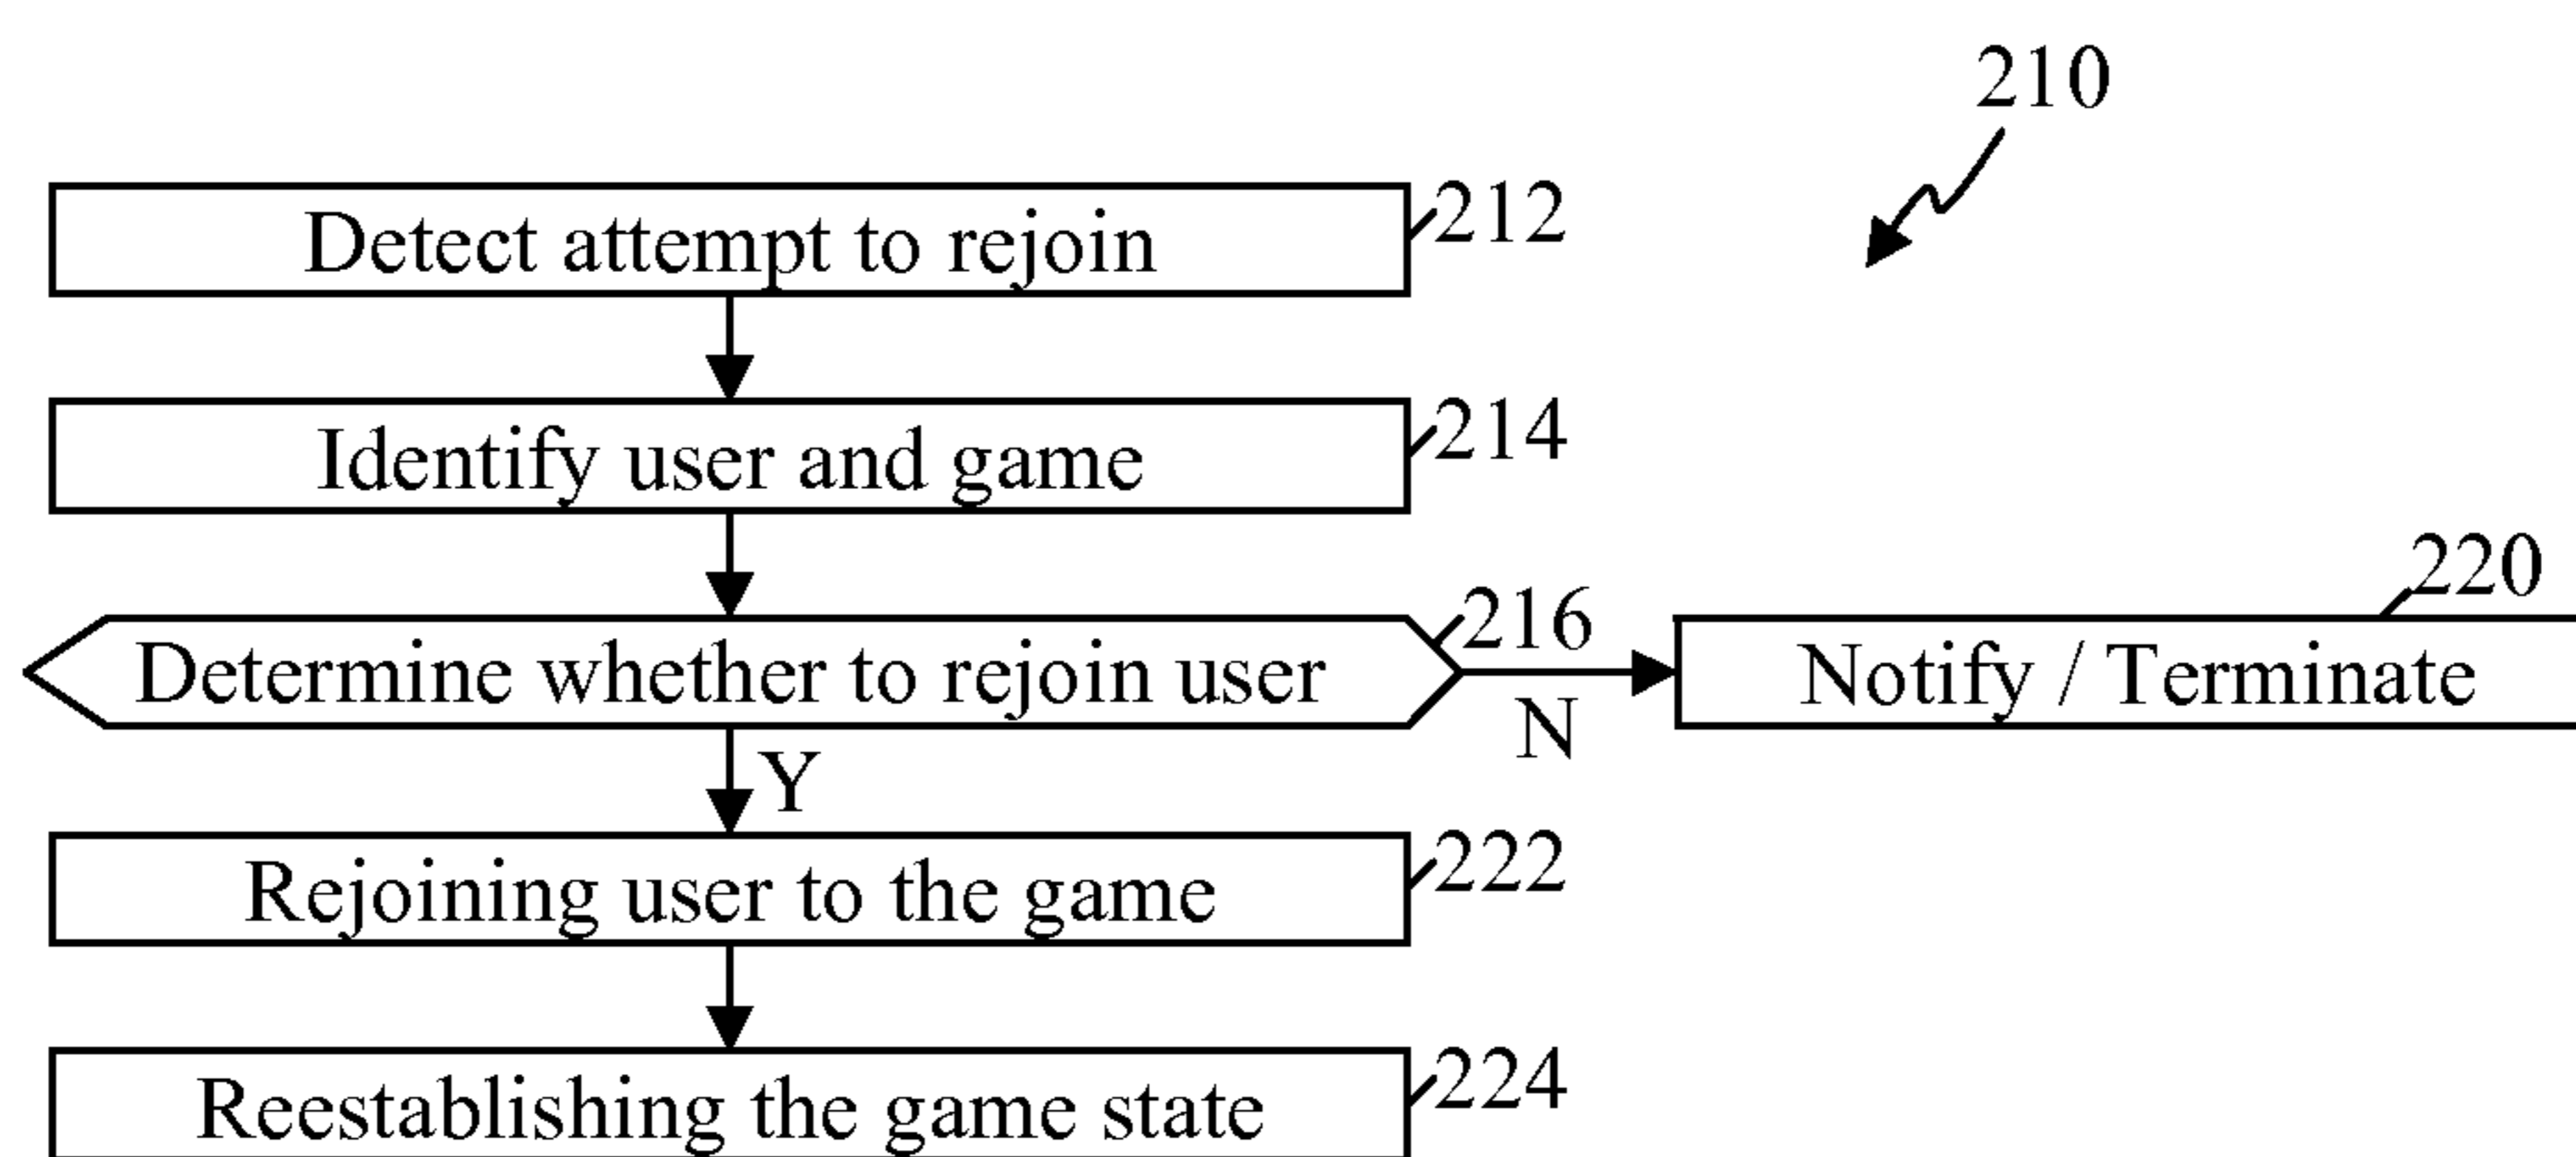 210
Detect attempt to rejoin 212
Identify user and game 214
Determine whether to rejoin user 216
N
Notify / Terminate 220
Y
Rejoining user to the game 222
Reestablishing the game state 224